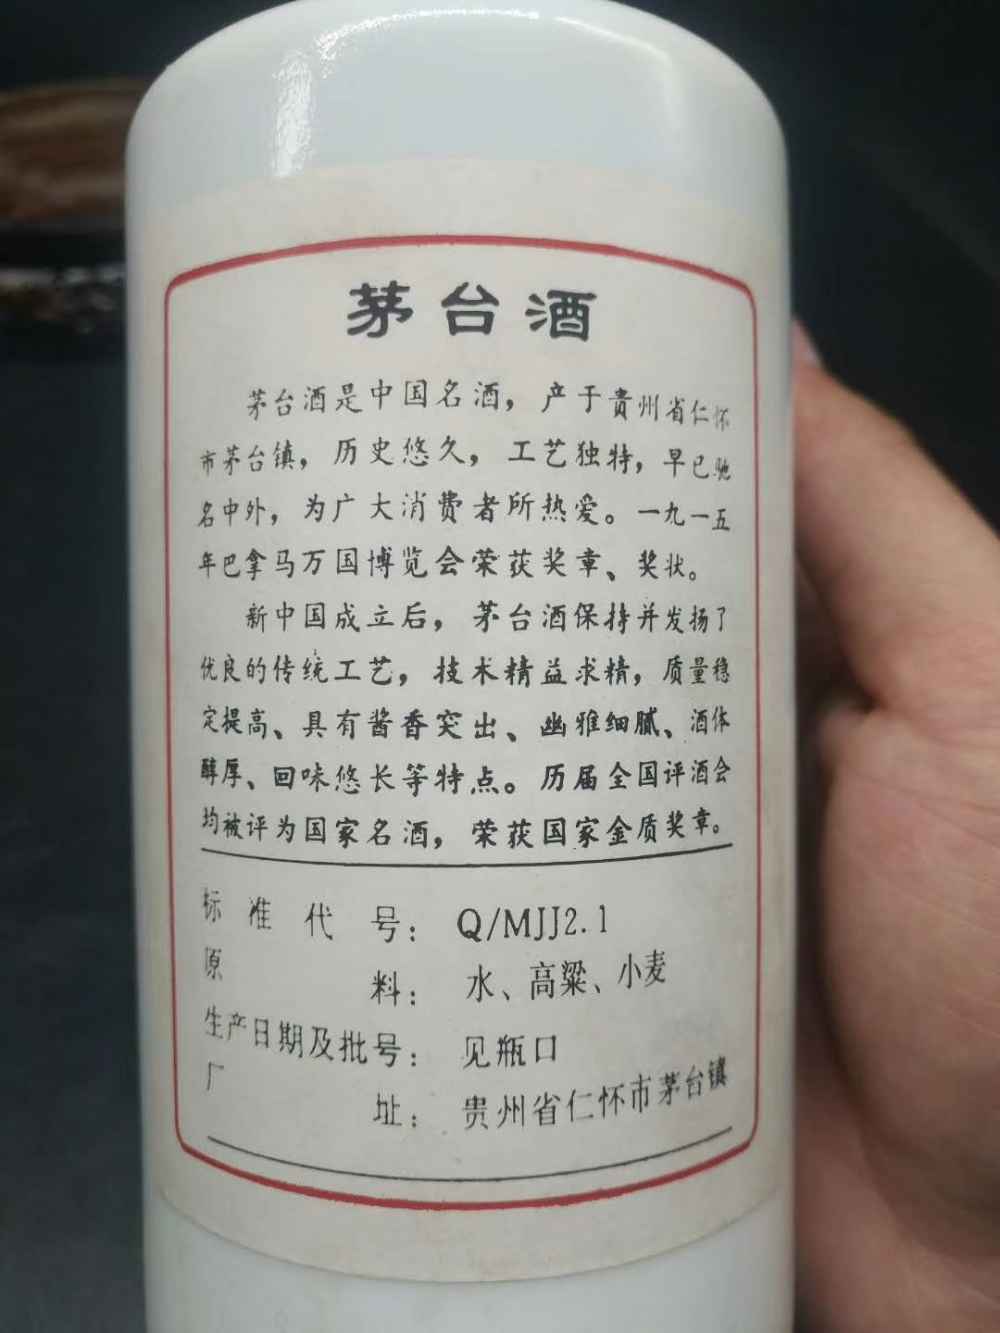 茅台酒
茅台酒是中国名酒，产于贵州省仁怀
市茅台镇，历史悠久，工艺独特，早已驰
名中外，为广大消费者所热爱。一九一五
年巴拿马万国博览会荣获奖章、奖状。
新中国成立后，茅台酒保持并发扬了
优良的传统工艺，技术精益求精，质量稳
定提高、具有酱香突出、幽雅细腻、酒体
醇厚、回味悠长等特点。历届全国评酒会
均被评为国家名酒，荣获国家金质奖章。
标准代号：Q/MJJ2.1
原料：水、高粱、小麦
生产日期及批号：见瓶口
厂址：贵州省仁怀市茅台镇